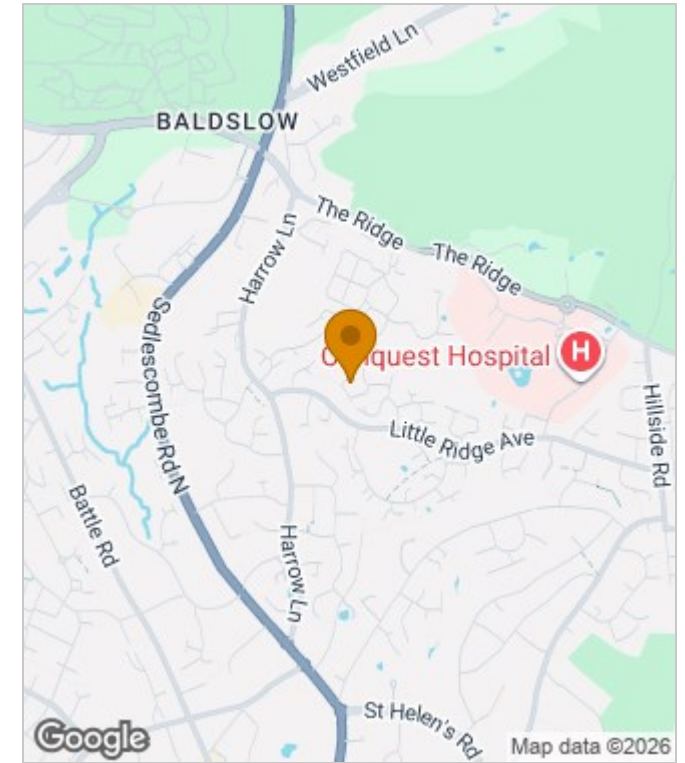 Westfield Ln
BALDSLOW
The Ridge
The Ridge
Harrow Ln
Sedlescombe Rd N
Conquest Hospital
H
Hillside Rd
Little Ridge Ave
Battle Rd
Harrow Ln
St Helen's Rd
Google
Map data ©2026